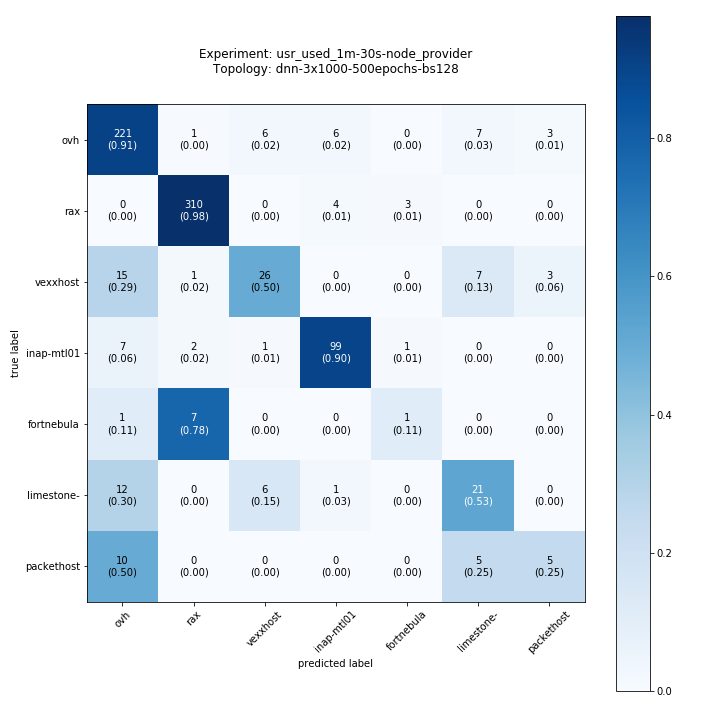 Experiment: usr_used_1m-30s-node_provider
Topology: dnn-3x1000-500epochs-bs128
true label
ovh
221 1 6 6 0 7 3
(0.91) (0.00) (0.02) (0.02) (0.00) (0.03) (0.01)
rax
0 310 0 4 3 0 0
(0.00) (0.98) (0.00) (0.01) (0.01) (0.00) (0.00)
vexxhost
15 1 26 0 0 7 3
(0.29) (0.02) (0.50) (0.00) (0.00) (0.13) (0.06)
inap-mtl01
7 2 1 99 1 0 0
(0.06) (0.02) (0.01) (0.90) (0.01) (0.00) (0.00)
fortnebula
1 7 0 0 1 0 0
(0.11) (0.78) (0.00) (0.00) (0.11) (0.00) (0.00)
limestone-
12 0 6 1 0 21 0
(0.30) (0.00) (0.15) (0.03) (0.00) (0.53) (0.00)
packethost
10 0 0 0 0 5 5
(0.50) (0.00) (0.00) (0.00) (0.00) (0.25) (0.25)
ovh rax vexxhost inap-mtl01 fortnebula limestone- packethost
predicted label
0.8
0.6
0.4
0.2
0.0